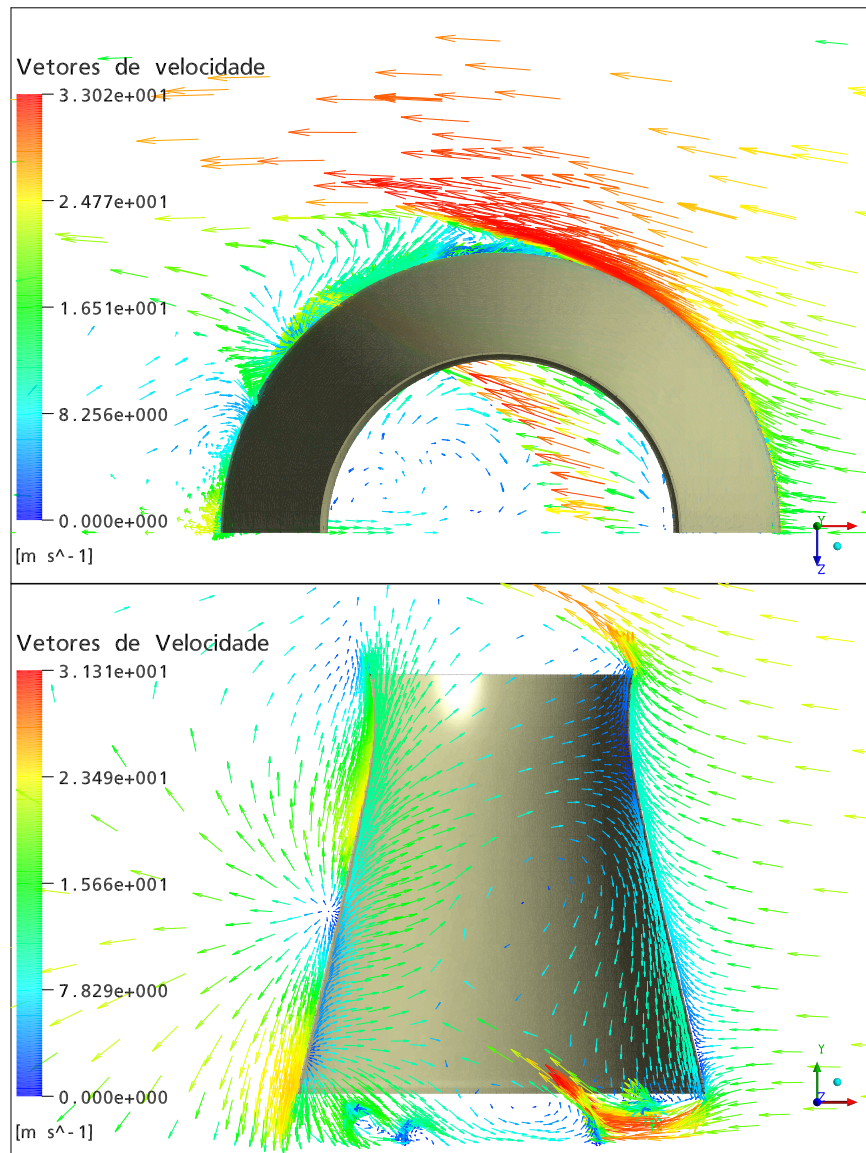 Vetores de velocidade
3.302e+001
2.477e+001
1.651e+001
8.256e+000
0.000e+000
[m s^-1]
Y
Z
Vetores de Velocidade
3.131e+001
2.349e+001
1.566e+001
7.829e+000
0.000e+000
[m s^-1]
Y
Z